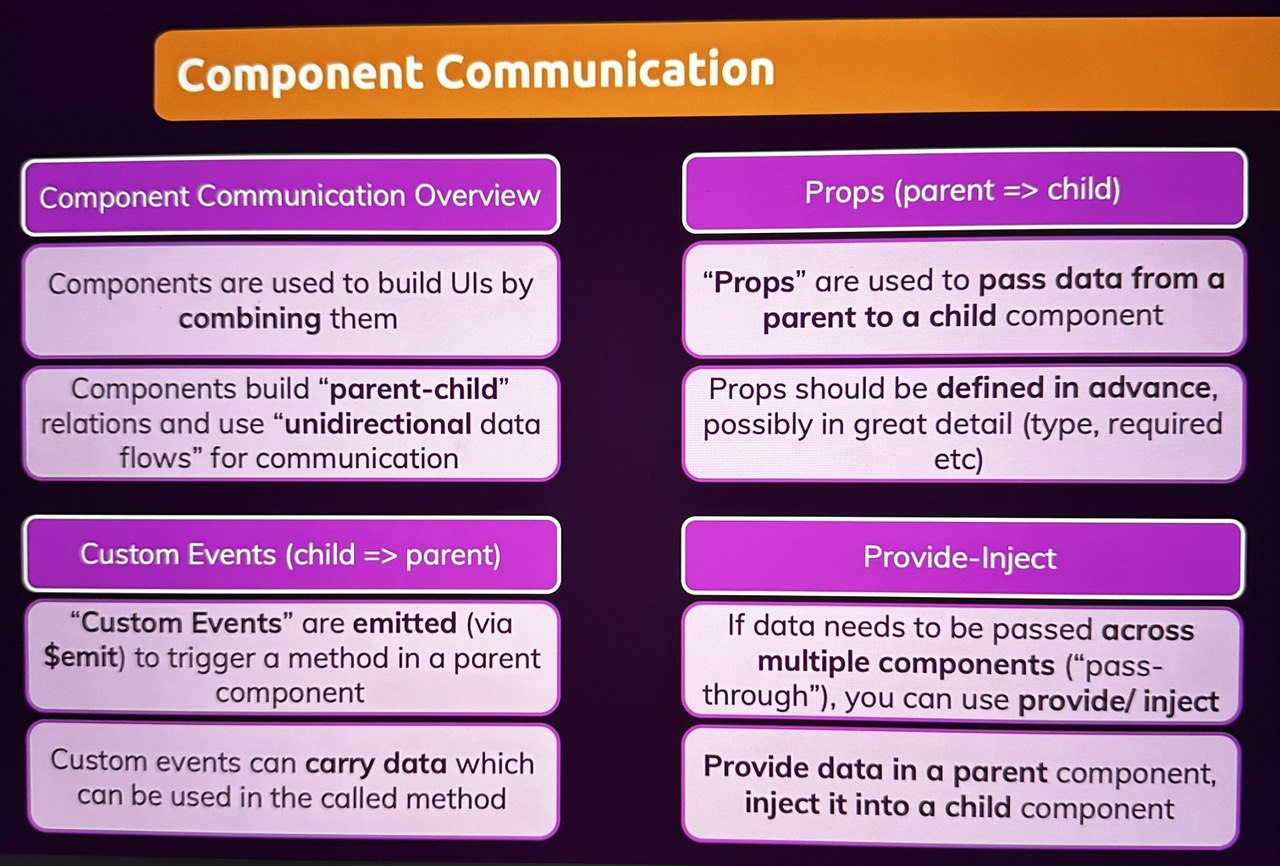 Component Communication
Component Communication Overview
Components are used to build UIs by
combining them
Components build “parent-child”
relations and use “unidirectional data
flows” for communication
Props (parent => child)
“Props” are used to pass data from a
parent to a child component
Props should be defined in advance,
possibly in great detail (type, required
etc)
Custom Events (child => parent)
“Custom Events” are emitted (via
$emit) to trigger a method in a parent
component
Custom events can carry data which
can be used in the called method
Provide-Inject
If data needs to be passed across
multiple components (“pass-
through”), you can use provide/ inject
Provide data in a parent component,
inject it into a child component